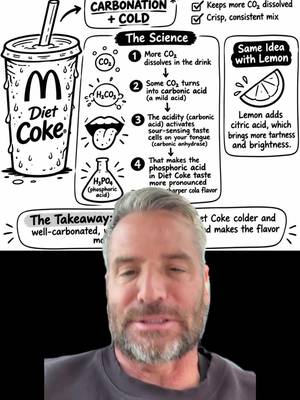 CARBONATION
+ COLD
Keeps more CO₂ dissolved
Crisp, consistent mix
Diet
Coke®
The Science
CO₂
1 More CO₂
dissolves in the drink
H₂CO₃
2 Some CO₂ turns
into carbonic acid
(a mild acid)
3 The acidity (carbonic
acid) activates
sour-sensing taste
cells on your tongue
(carbonic anhydrase)
H₃PO₄
(phosphoric
acid)
4 That makes the
phosphoric acid
in Diet Coke taste
more pronounced
cola flavor
Same Idea
with Lemon
Lemon adds
citric acid, which
brings more tartness
and brightness.
The Takeaway: Diet Coke colder and
well-carbonated, and makes the flavor